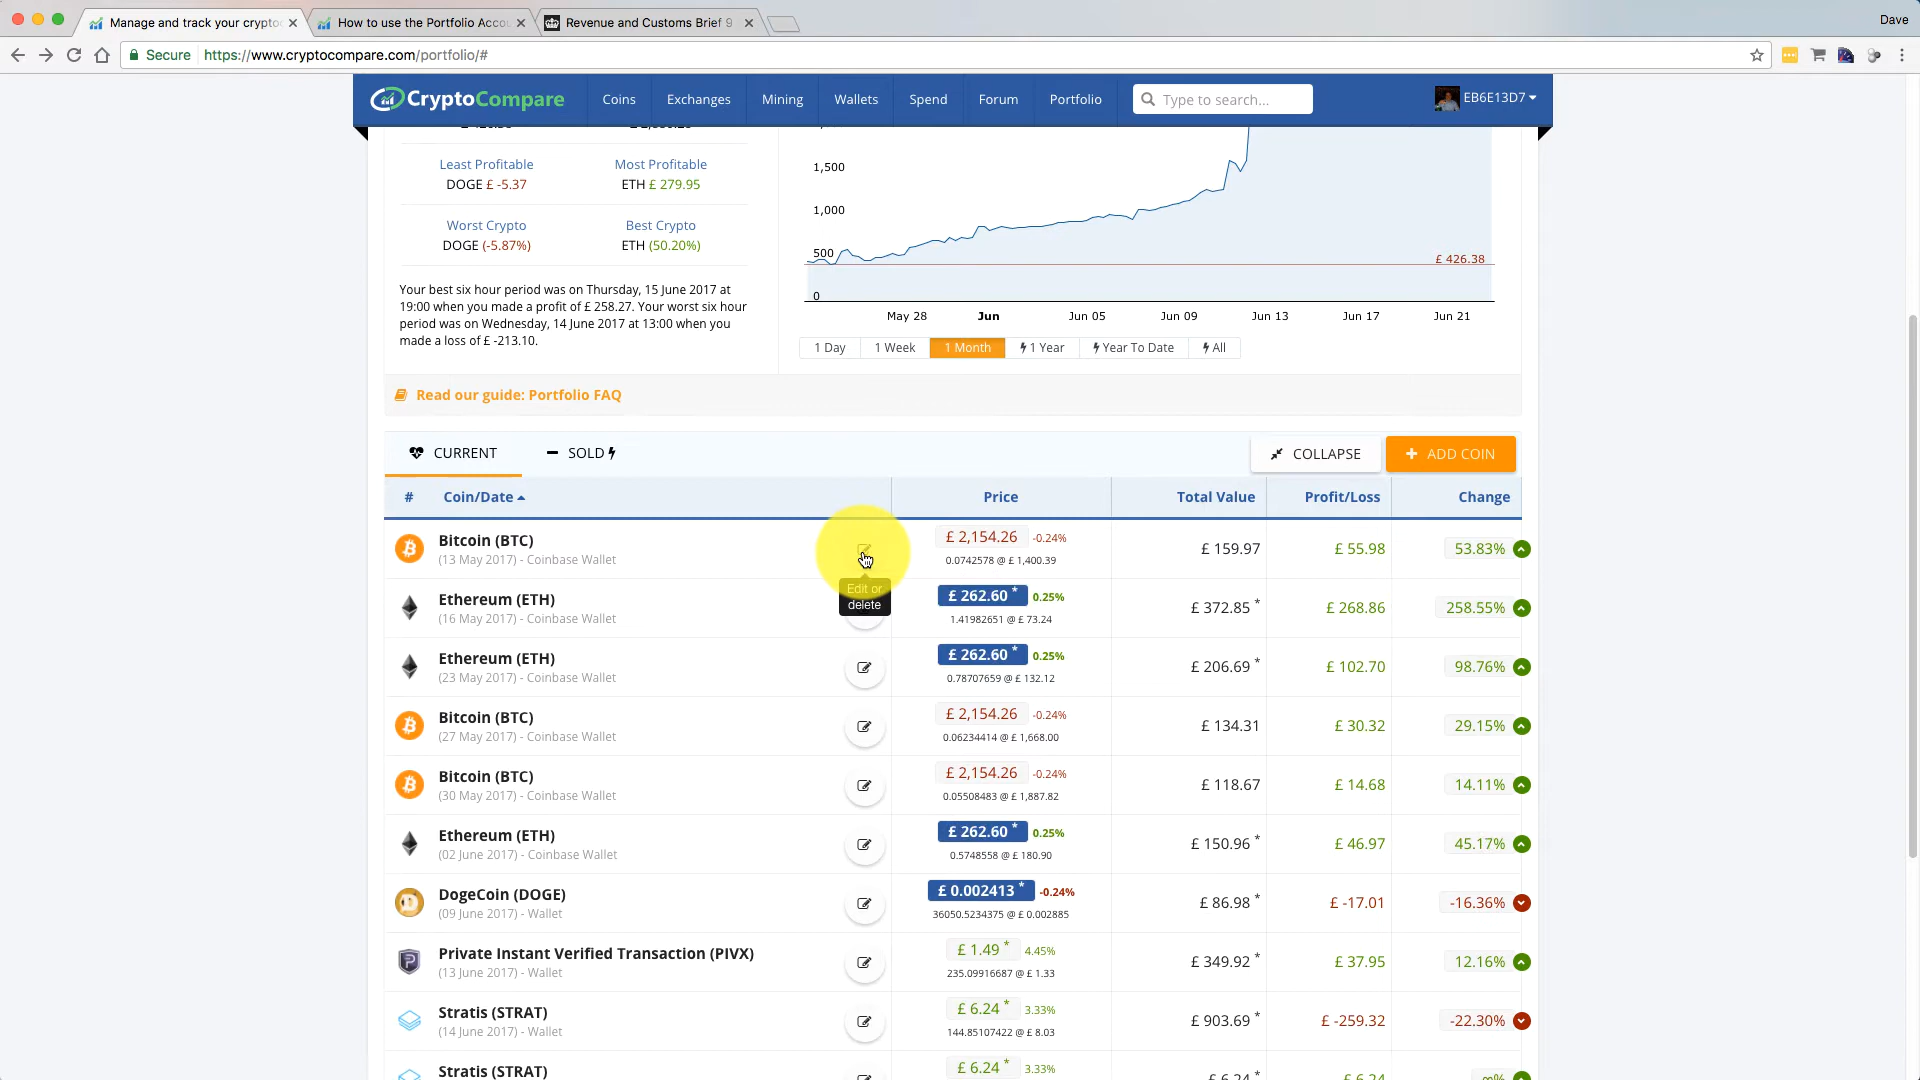 Manage and track your crypto
How to use the Portfolio Acco
Revenue and Customs Brief 9
Dave
Secure https://www.cryptocompare.com/portfolio/#
CryptoCompare
Coins
Exchanges
Mining
Wallets
Spend
Forum
Portfolio
Type to search...
EB6E13D7
Least Profitable
DOGE £ -5.37
Most Profitable
ETH £ 279.95
Worst Crypto
DOGE (-5.87%)
Best Crypto
ETH (50.20%)
Your best six hour period was on Thursday, 15 June 2017 at
19:00 when you made a profit of £ 258.27. Your worst six hour
period was on Wednesday, 14 June 2017 at 13:00 when you
made a loss of £ -213.10.
1,500
1,000
500
0
£ 426.38
May 28
Jun
Jun 05
Jun 09
Jun 13
Jun 17
Jun 21
1 Day
1 Week
1 Month
1 Year
Year To Date
All
Read our guide: Portfolio FAQ
CURRENT
SOLD
COLLAPSE
ADD COIN
# Coin/Date Price Total Value Profit/Loss Change
Bitcoin (BTC)
(13 May 2017) - Coinbase Wallet
£ 2,154.26 -0.24%
0.0742578 @ £ 1,400.39
£ 159.97
£ 55.98
53.83%
Edit or
delete
Ethereum (ETH)
(16 May 2017) - Coinbase Wallet
£ 262.60 * 0.25%
1.41982651 @ £ 73.24
£ 372.85 *
£ 268.86
258.55%
Ethereum (ETH)
(23 May 2017) - Coinbase Wallet
£ 262.60 * 0.25%
0.78707659 @ £ 132.12
£ 206.69 *
£ 102.70
98.76%
Bitcoin (BTC)
(27 May 2017) - Coinbase Wallet
£ 2,154.26 -0.24%
0.06234414 @ £ 1,668.00
£ 134.31
£ 30.32
29.15%
Bitcoin (BTC)
(30 May 2017) - Coinbase Wallet
£ 2,154.26 -0.24%
0.05508483 @ £ 1,887.82
£ 118.67
£ 14.68
14.11%
Ethereum (ETH)
(02 June 2017) - Coinbase Wallet
£ 262.60 * 0.25%
0.5748558 @ £ 180.90
£ 150.96 *
£ 46.97
45.17%
DogeCoin (DOGE)
(09 June 2017) - Wallet
£ 0.002413 * -0.24%
36050.5234375 @ £ 0.002885
£ 86.98 *
£ -17.01
-16.36%
Private Instant Verified Transaction (PIVX)
(13 June 2017) - Wallet
£ 1.49 * 4.45%
235.09916687 @ £ 1.33
£ 349.92 *
£ 37.95
12.16%
Stratis (STRAT)
(14 June 2017) - Wallet
£ 6.24 * 3.33%
144.85107422 @ £ 8.03
£ 903.69 *
£ -259.32
-22.30%
Stratis (STRAT)
£ 6.24 * 3.33%
£ 6.24 *
£ 6.24